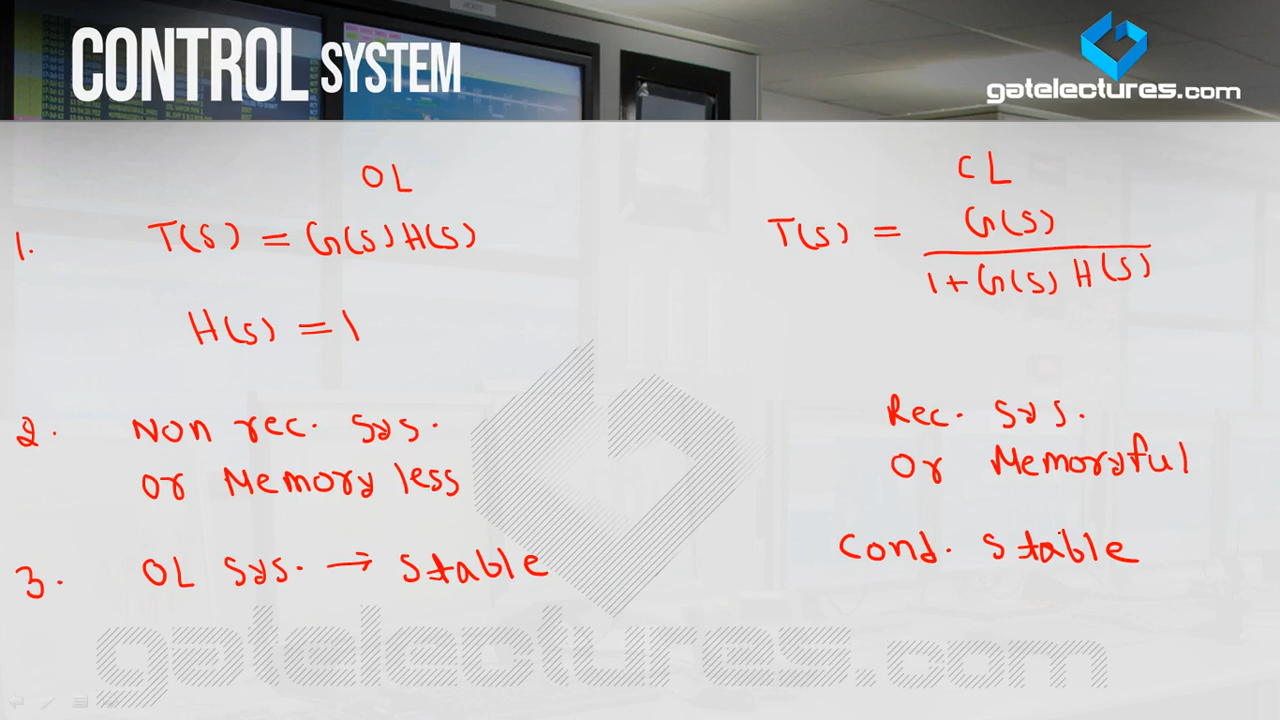 CONTROL SYSTEM
gatelectures.com
OL
CL
1. T(s) = G(s) H(s)
T(s) = G(s) / 1+G(s) H(s)
H(s) = 1
2. Non rec. sys.
or Memory less
Rec. sys.
or Memoryful
3. OL sys. → stable
Cond. stable
gatelectures.com